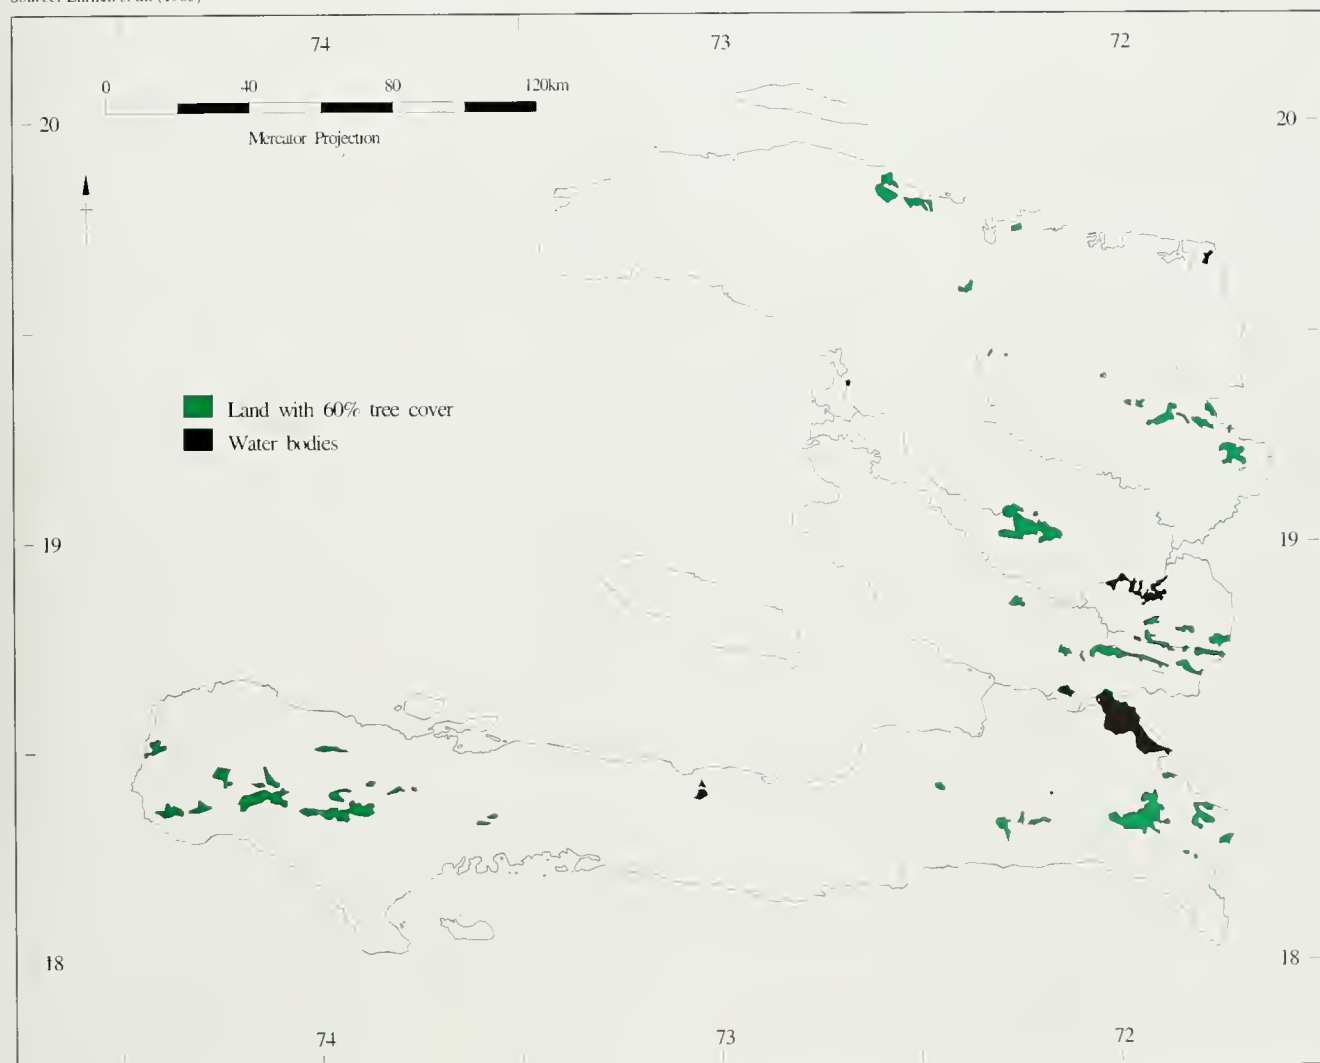 74 73 72
0 40 80 120km
Mercator Projection
20 20
Land with 60% tree cover
Water bodies
19 19
18 18
74 73 72